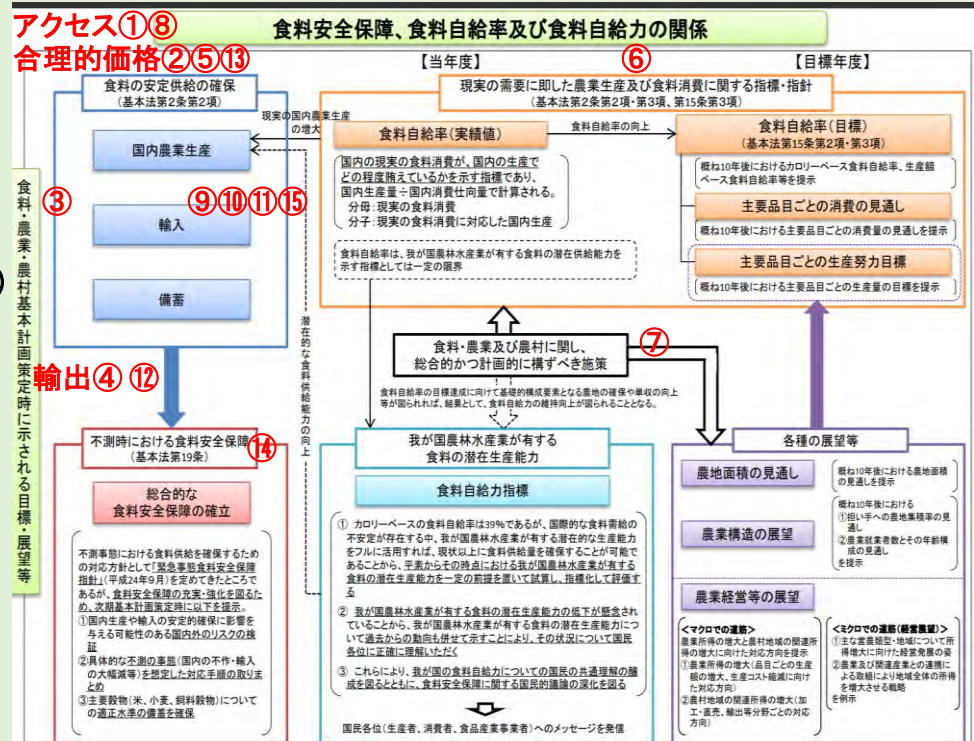 アクセス①⑧
合理的価格②⑤⑬
食料安全保障、食料自給率及び食料自給力の関係
【当年度】
⑥
【目標年度】
食料の安定供給の確保
(基本法第2条第2項)
国内農業生産
③
⑨⑩⑪⑮
輸入
備蓄
輸出④⑫
食料・農業・農村基本計画策定時に示される目標・展望等
現実の国内農業生産
の増大
潜在的な食料供給能力の向上
現実の需要に即した農業生産及び食料消費に関する指標・指針
(基本法第2条第2項・第3項、第15条第3項)
食料自給率(実績値)
食料自給率の向上
食料自給率(目標)
(基本法第15条第2項・第3項)
国内の現実の食料消費が、国内の生産で
どの程度賄えているかを示す指標であり、
国内生産量÷国内消費仕向量で計算される。
分母:現実の食料消費
分子:現実の食料消費に対応した国内生産
食料自給率は、我が国農林水産業が有する食料の潜在供給能力を
示す指標としては一定の限界
概ね10年後におけるカロリーベース食料自給率、生産額
ベース食料自給率等を提示
主要品目ごとの消費の見通し
概ね10年後における主要品目ごとの消費量の見通しを提示
主要品目ごとの生産努力目標
概ね10年後における主要品目ごとの生産量の目標を提示
食料・農業及び農村に関し、
総合的かつ計画的に構ずべき施策
⑦
食料自給率の目標達成に向けて基礎的構成要素となる農地の確保や単収の向上
等が図られれば、結果として、食料自給力の維持向上が図られることとなる。
不測時における食料安全保障
(基本法第19条)
⑭
総合的な
食料安全保障の確立
不測事態における食料供給を確保するため
の対応方針として「緊急事態食料安全保障
指針」(平成24年9月)を定めてきたところで
あるが、食料安全保障の充実・強化を図るた
め、次期基本計画策定時に以下を提示。
①国内生産や輸入の安定的確保に影響を
与える可能性のある国内外のリスクの検
証
②具体的な不測の事態(国内の不作・輸入
の大幅減等)を想定した対応手順の取りま
とめ
③主要穀物(米、小麦、飼料穀物)について
の適正水準の備蓄を確保
我が国農林水産業が有する
食料の潜在生産能力
食料自給力指標
① カロリーベースの食料自給率は39%であるが、国際的な食料需給の
不安定が存在する中、我が国農林水産業が有する潜在的な生産能力
をフルに活用すれば、現状以上に食料供給量を確保することが可能で
あることから、平素からその時点における我が国農林水産業が有する
食料の潜在生産能力を一定の前提を置いて試算し、指標化して評価す
る
② 我が国農林水産業が有する食料の潜在生産能力の低下が懸念さ
れていることから、我が国農林水産業が有する食料の潜在生産能力に
ついて過去からの動向も併せて示すことにより、その状況について国民
各位に正確に理解いただく
③ これらにより、我が国の食料自給力についての国民の共通理解の醸
成を図るとともに、食料安全保障に関する国民的議論の深化を図る
国民各位(生産者、消費者、食品産業事業者)へのメッセージを発信
各種の展望等
農地面積の見通し
概ね10年後における農地面積
の見通しを提示
農業構造の展望
概ね10年後における
①担い手への農地集積率の見
通し
②農業就業者数とその年齢構
成の見通し
を提示
農業経営等の展望
<マクロでの道筋>
農業所得の増大と農村地域の関連所
得の増大に向けた対応方向を提示
①農業所得の増大(品目ごとの生産
額の増大、生産コスト縮減に向け
た対応方向)
②農村地域の関連所得の増大(加
工・直売、輸出等分野ごとの対応
方向)
<ミクロでの道筋(経営展望)>
①主な営農類型・地域について所
得増大に向けた経営発展の姿
②農業及び関連産業との連携に
よる取組により地域全体の所得
を増大させる戦略
を例示